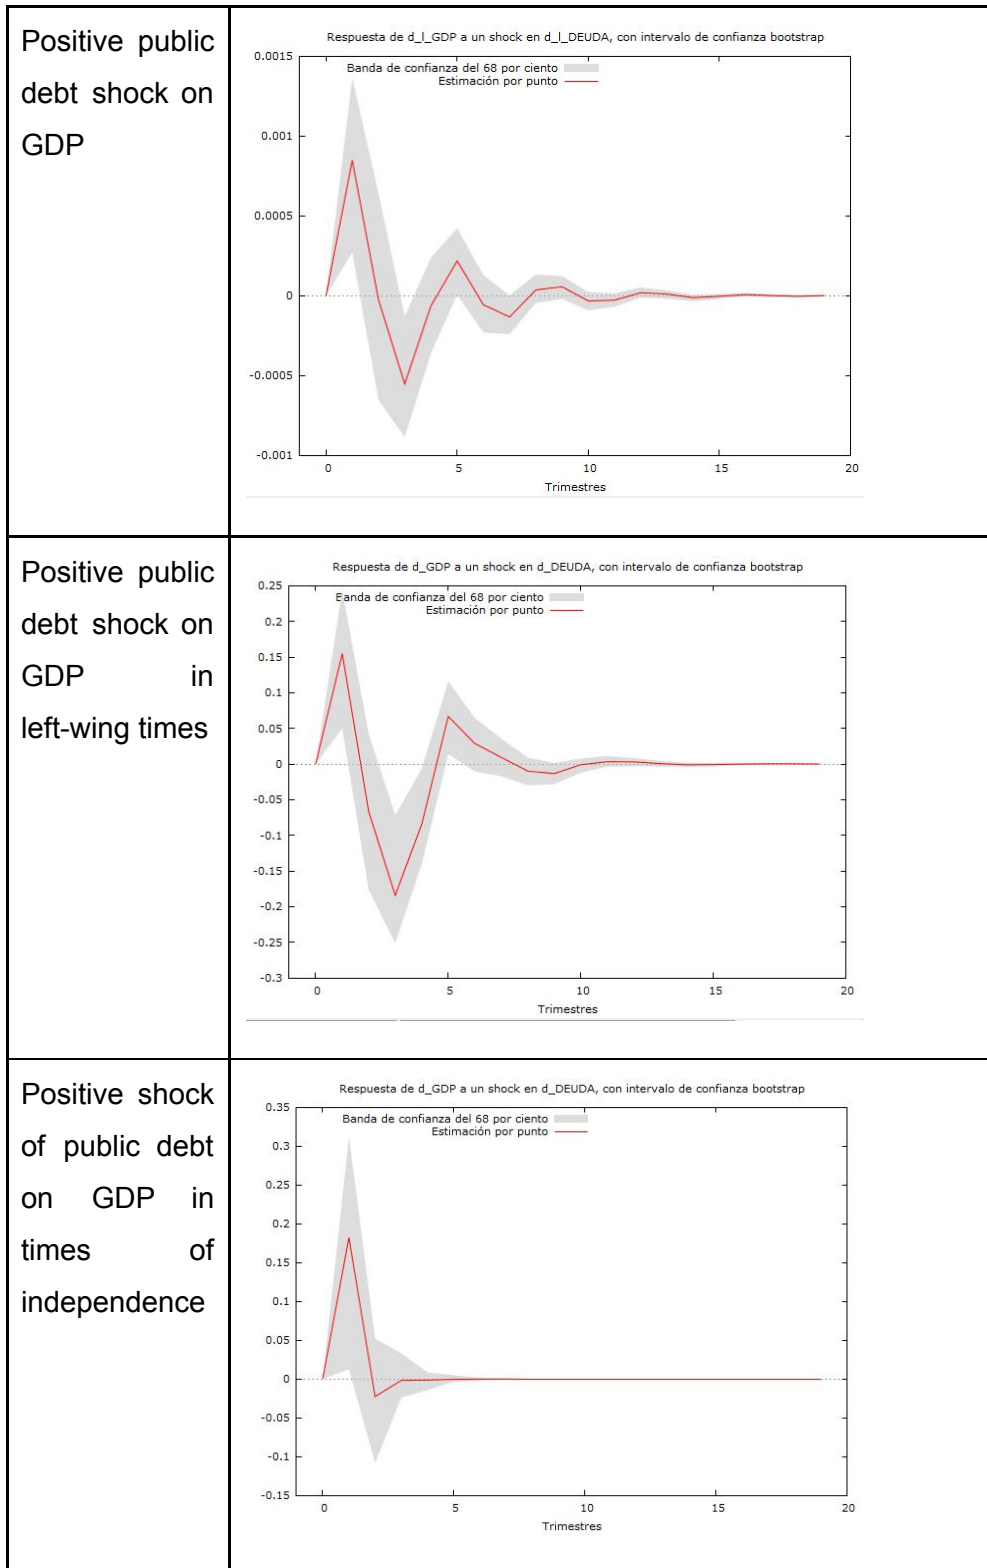 Positive public
debt shock on
GDP
Respuesta de d_l_GDP a un shock en d_l_DEUDA, con intervalo de confianza bootstrap
Banda de confianza del 68 por ciento
Estimación por punto
0.0015
0.001
0.0005
0
-0.0005
-0.001
0 5 10 15 20
Trimestres
Positive public
debt shock on
GDP in
left-wing times
Respuesta de d_GDP a un shock en d_DEUDA, con intervalo de confianza bootstrap
Banda de confianza del 68 por ciento
Estimación por punto
0.25
0.2
0.15
0.1
0.05
0
-0.05
-0.1
-0.15
-0.2
-0.25
-0.3
0 5 10 15 20
Trimestres
Positive shock
of public debt
on GDP in
times of
independence
Respuesta de d_GDP a un shock en d_DEUDA, con intervalo de confianza bootstrap
Banda de confianza del 68 por ciento
Estimación por punto
0.35
0.3
0.25
0.2
0.15
0.1
0.05
0
-0.05
-0.1
-0.15
0 5 10 15 20
Trimestres